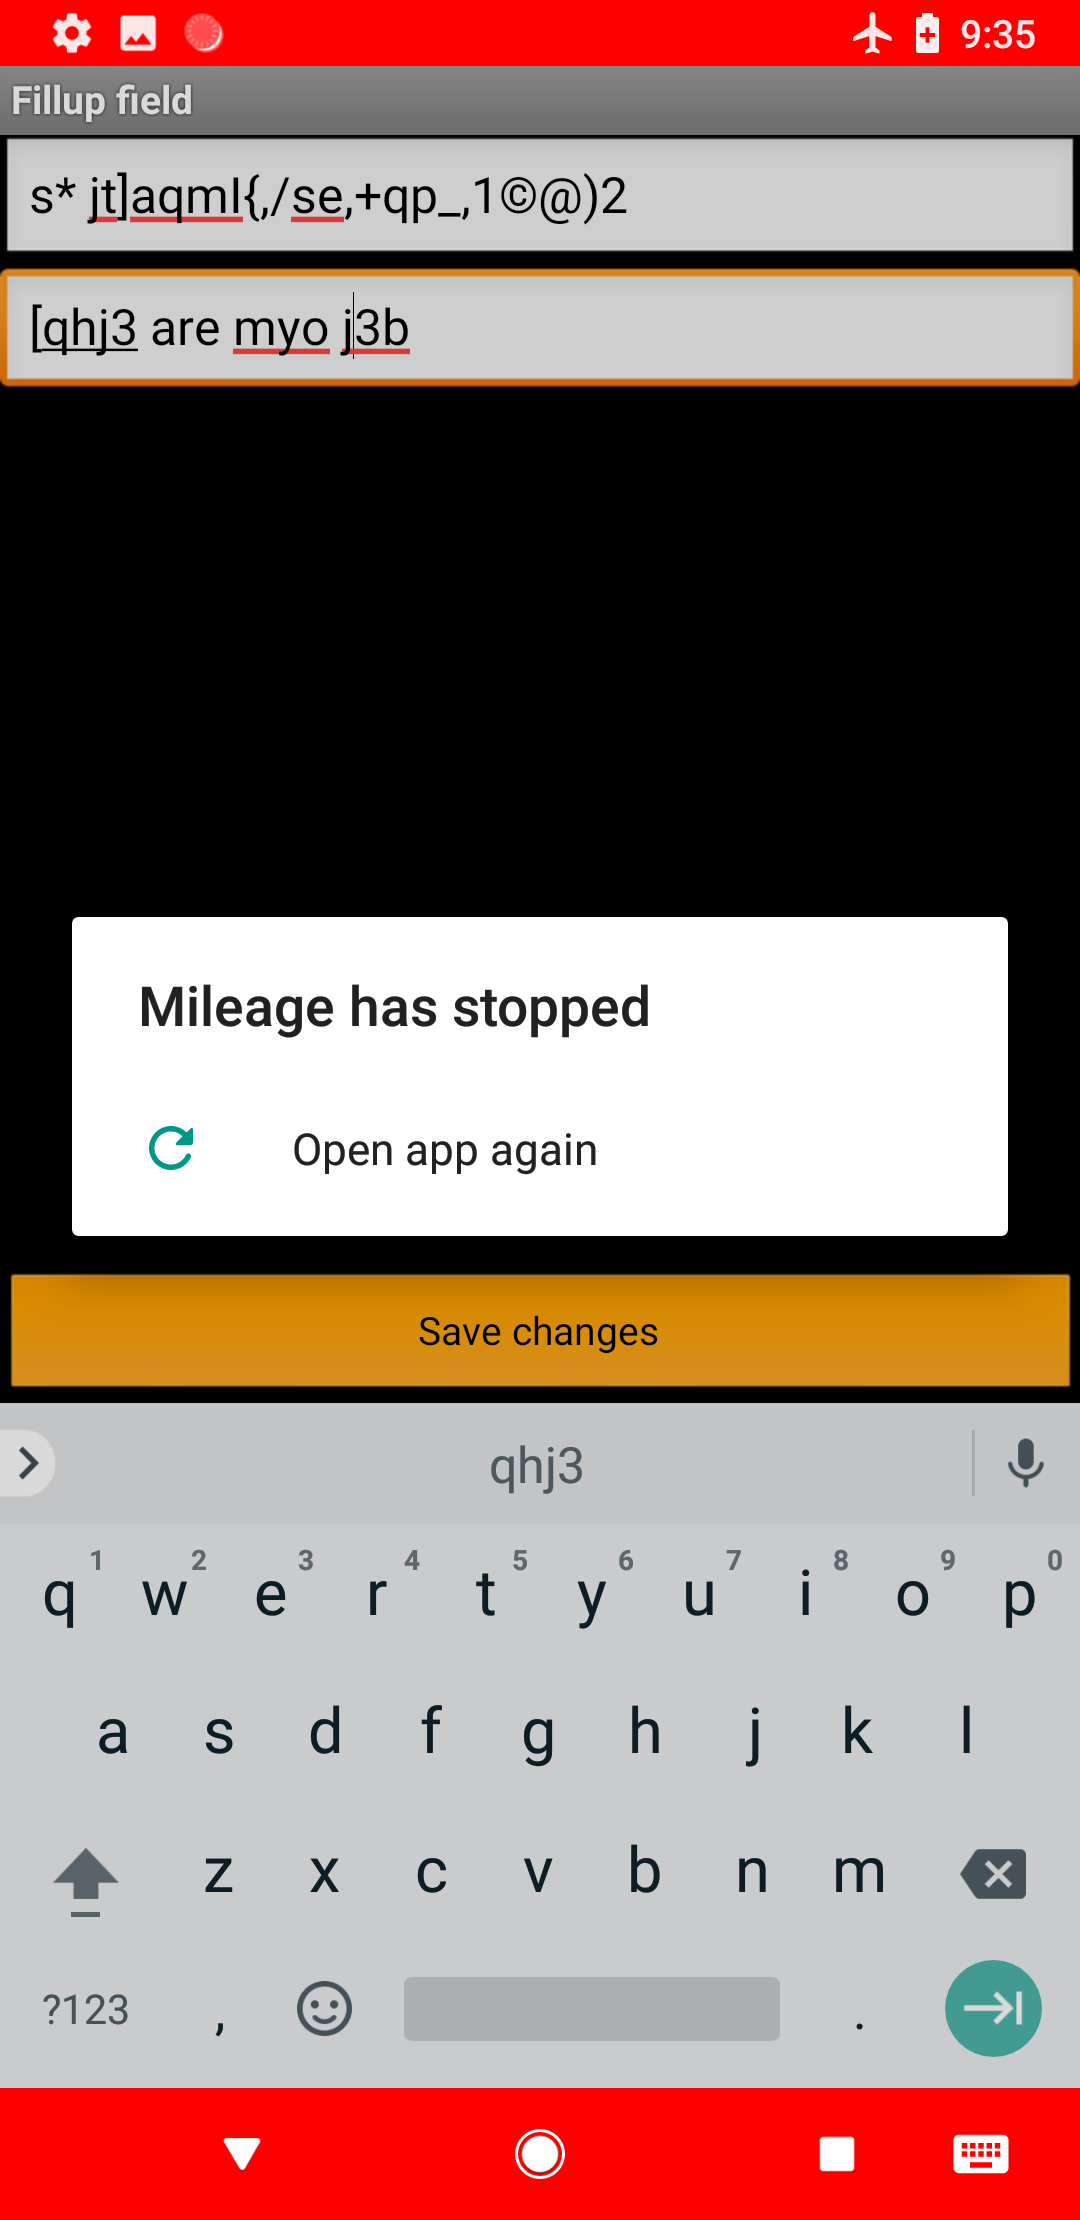 9:35
Fillup field
s* jt]aqmI{,/se,+qp_,1©@)2
[qhj3 are myo j3b
Mileage has stopped
Open app again
Save changes
qhj3
1 2 3 4 5 6 7 8 9 0
q w e r t y u i o p
a s d f g h j k l
z x c v b n m
?123 , .